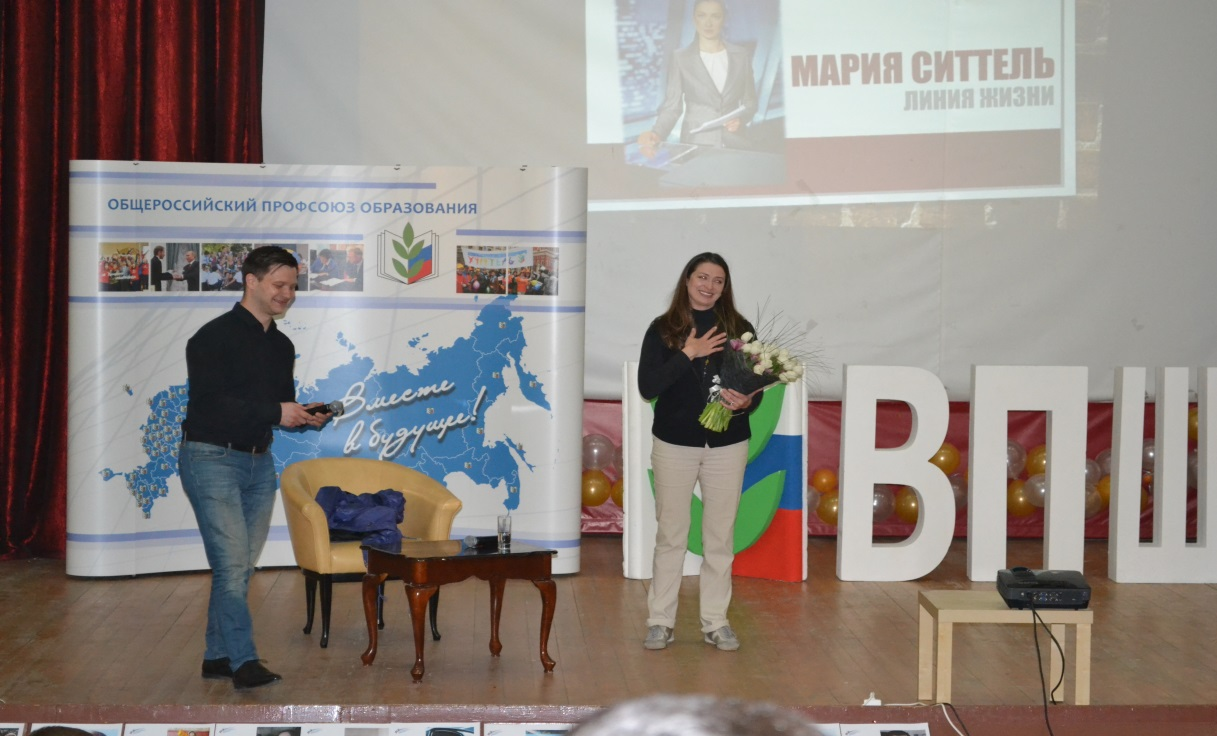 МАРИЯ СИТТЕЛЬ
ЛИНИЯ ЖИЗНИ
ОБЩЕРОССИЙСКИЙ ПРОФСОЮЗ ОБРАЗОВАНИЯ
Вместе
в будущее!
ВПШ